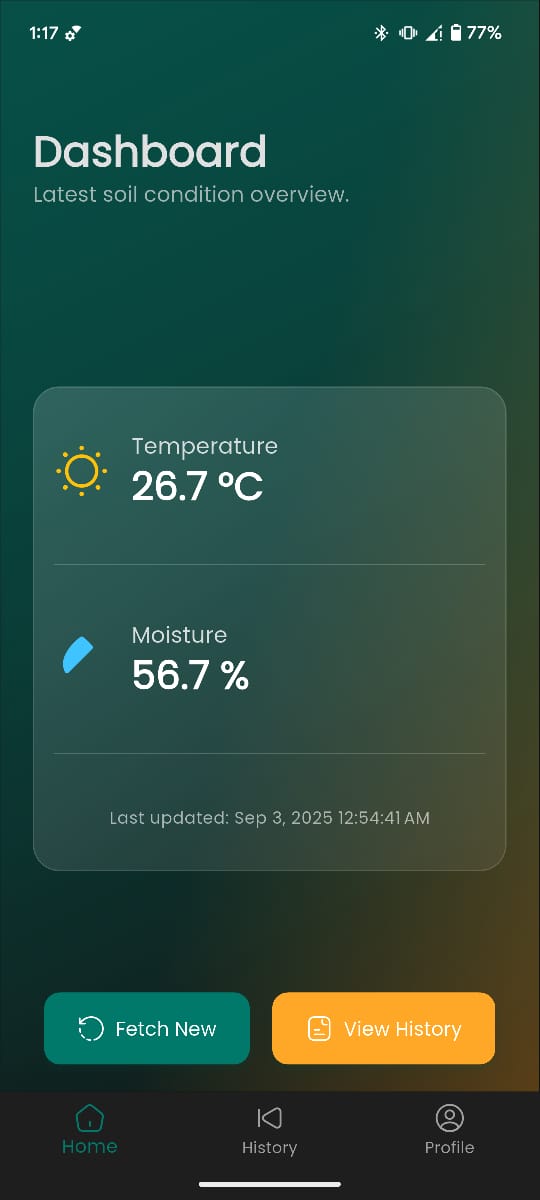 1:17 77%
Dashboard
Latest soil condition overview.
Temperature
26.7 °C
Moisture
56.7 %
Last updated: Sep 3, 2025 12:54:41 AM
Fetch New View History
Home History Profile